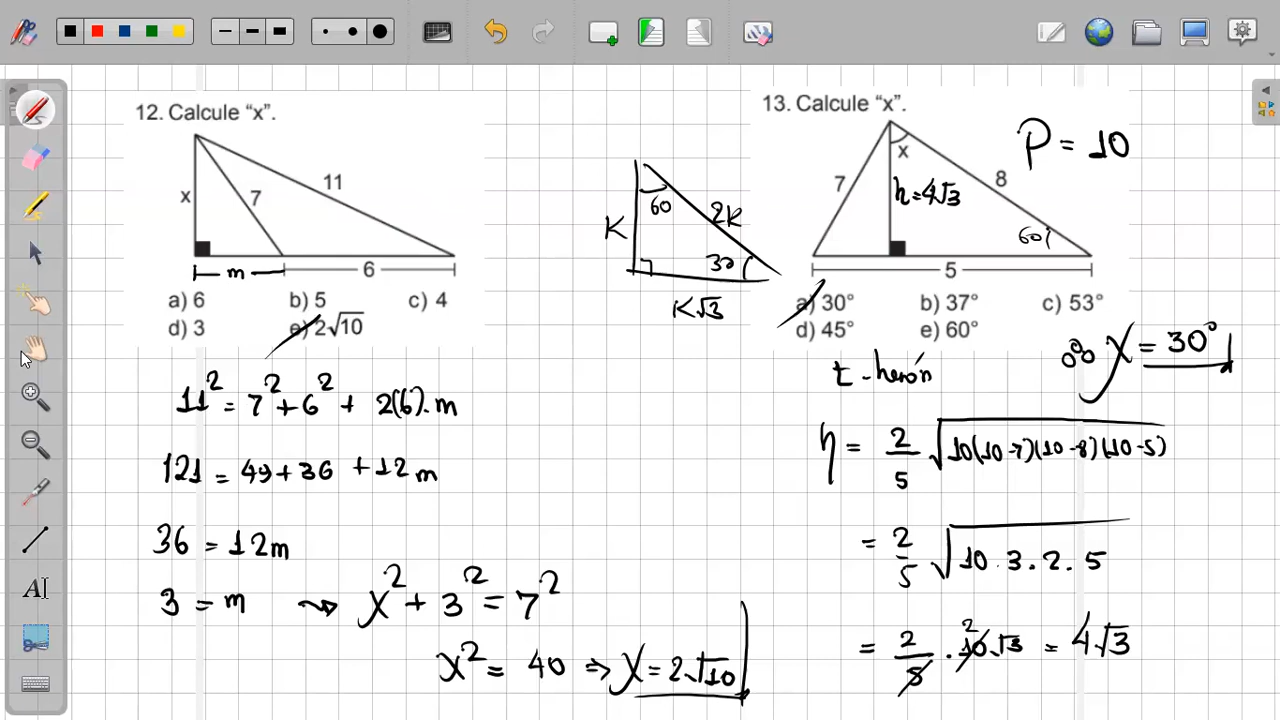 12. Calcule “x”.
x
7
11
m
6
a) 6 b) 5 c) 4
d) 3 e) 2√10
11² = 7² + 6² + 2(6).m
121 = 49 + 36 + 12m
36 = 12m
3 = m ⇝ x² + 3² = 7²
x² = 40 ⇒ x = 2√10
60
K
2K
30
K√3
13. Calcule “x”.
P = 10
x
7
8
h=4√3
60°
5
a) 30° b) 37° c) 53°
d) 45° e) 60°
∴ x = 30°
t - herón
h = 2/5 √10(10-7)(10-8)(10-5)
= 2/5 √10.3.2.5
= 2/5 . 10√3 2 = 4√3
AI